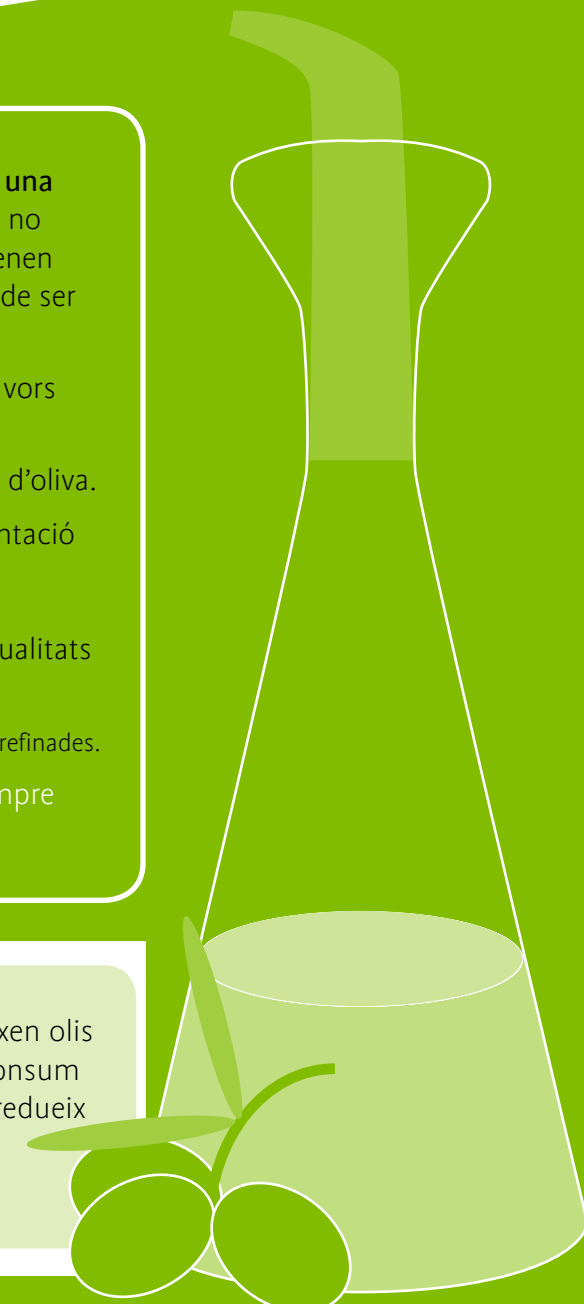 una
no
enen
de ser
vors
d’oliva.
ntació
ualitats
refinades.
mpre
xen olis
onsum
redueix